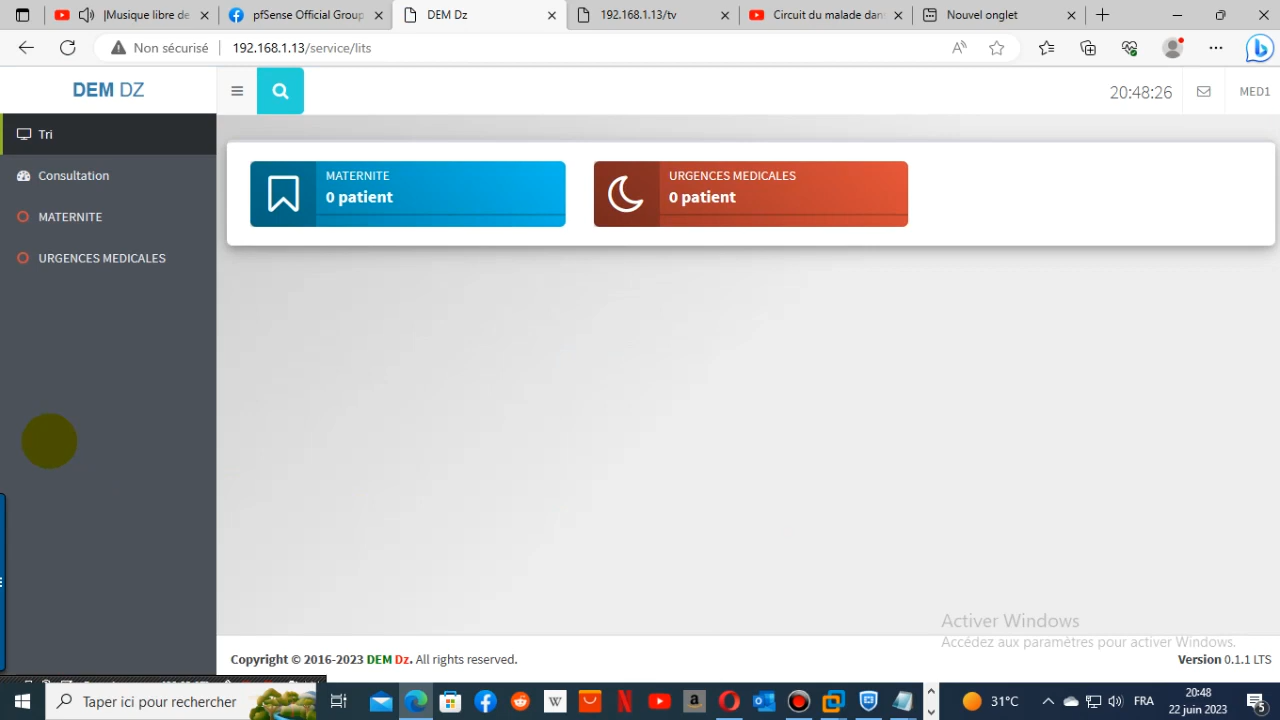 |Musique libre de
pfSense Official Group
DEM Dz
192.168.1.13/tv
Circuit du malade dan
Nouvel onglet
Non sécurisé
192.168.1.13/service/lits
DEM DZ
20:48:26
MED1
Tri
Consultation
MATERNITE
URGENCES MEDICALES
MATERNITE
0 patient
URGENCES MEDICALES
0 patient
Activer Windows
Accédez aux paramètres pour activer Windows.
Copyright © 2016-2023 DEM Dz. All rights reserved.
Version 0.1.1 LTS
Taper ici pour rechercher
31°C
FRA
20:48
22 juin 2023
5